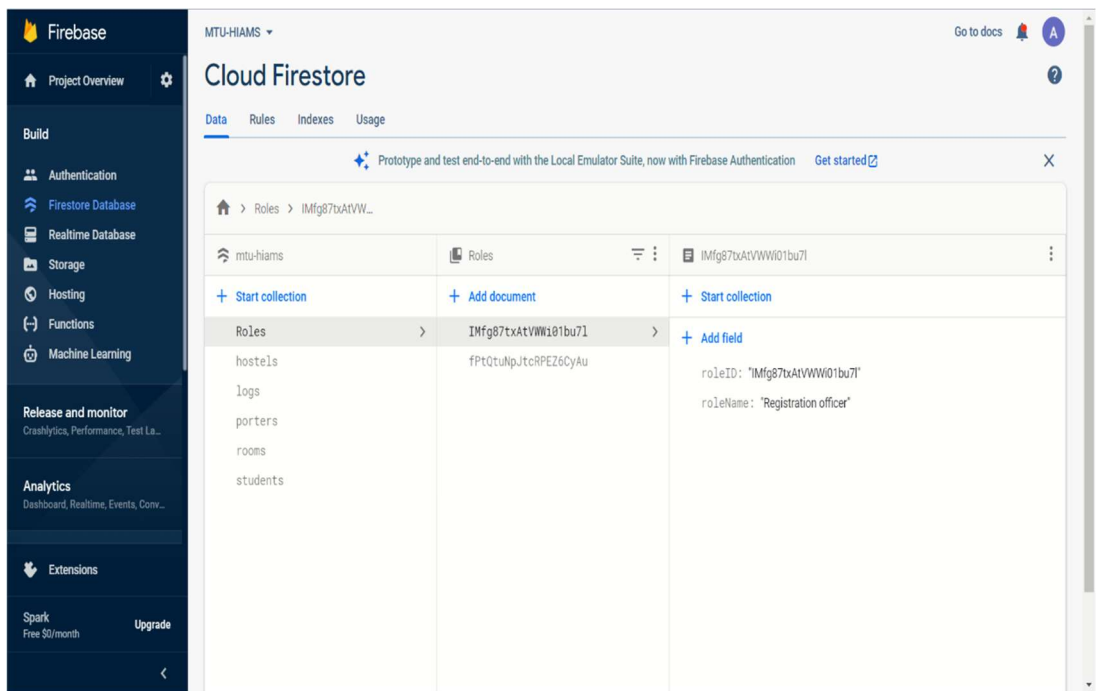 Firebase
Project Overview
Build
Authentication
Firestore Database
Realtime Database
Storage
Hosting
Functions
Machine Learning
Release and monitor
Crashlytics, Performance, Test La...
Analytics
Dashboard, Realtime, Events, Conv...
Extensions
Spark
Free $0/month
Upgrade
MTU-HIAMS
Go to docs
A
Cloud Firestore
Data Rules Indexes Usage
Prototype and test end-to-end with the Local Emulator Suite, now with Firebase Authentication Get started
Roles > IMfg87txAtVW...
mtu-hiams
Start collection
Roles
hostels
logs
porters
rooms
students
Roles
Add document
IMfg87txAtVWWi01bu7l
fPtQtuNpJtcRPEZ6CyAu
IMfg87txAtVWWi01bu7l
Start collection
Add field
roleID: "IMfg87txAtVWWi01bu7l"
roleName: "Registration officer"